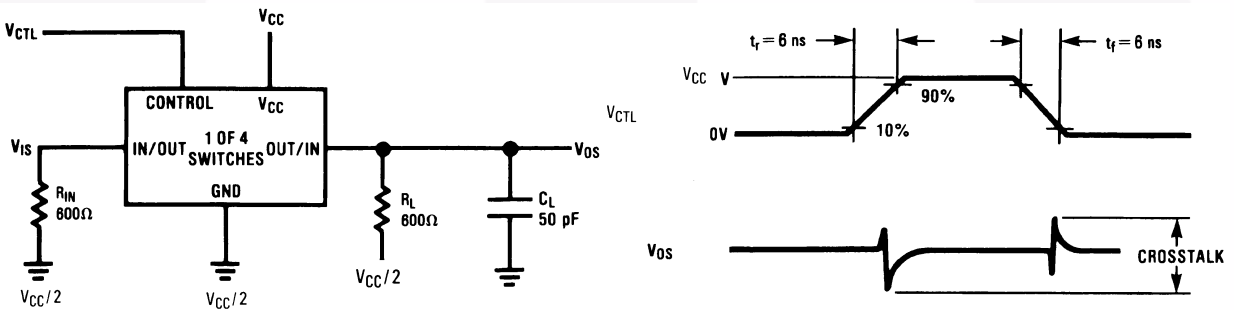 VCTL
VCC
CONTROL
VCC
VIS
IN/OUT
1 OF 4
SWITCHES
OUT/IN
VOS
GND
RIN
600Ω
RL
600Ω
CL
50 pF
VCC/2
VCC/2
VCC/2
tr = 6 ns
tf = 6 ns
VCC V
90%
VCTL
10%
0V
VOS
CROSSTALK